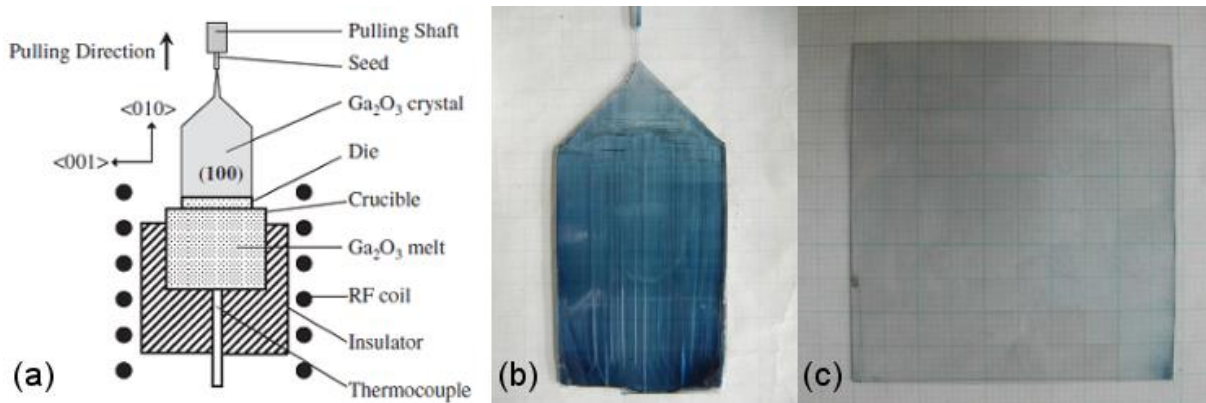 Pulling Direction
<010>
<001>
(100)
Pulling Shaft
Seed
Ga₂O₃ crystal
Die
Crucible
Ga₂O₃ melt
RF coil
Insulator
Thermocouple
(a)
(b)
(c)